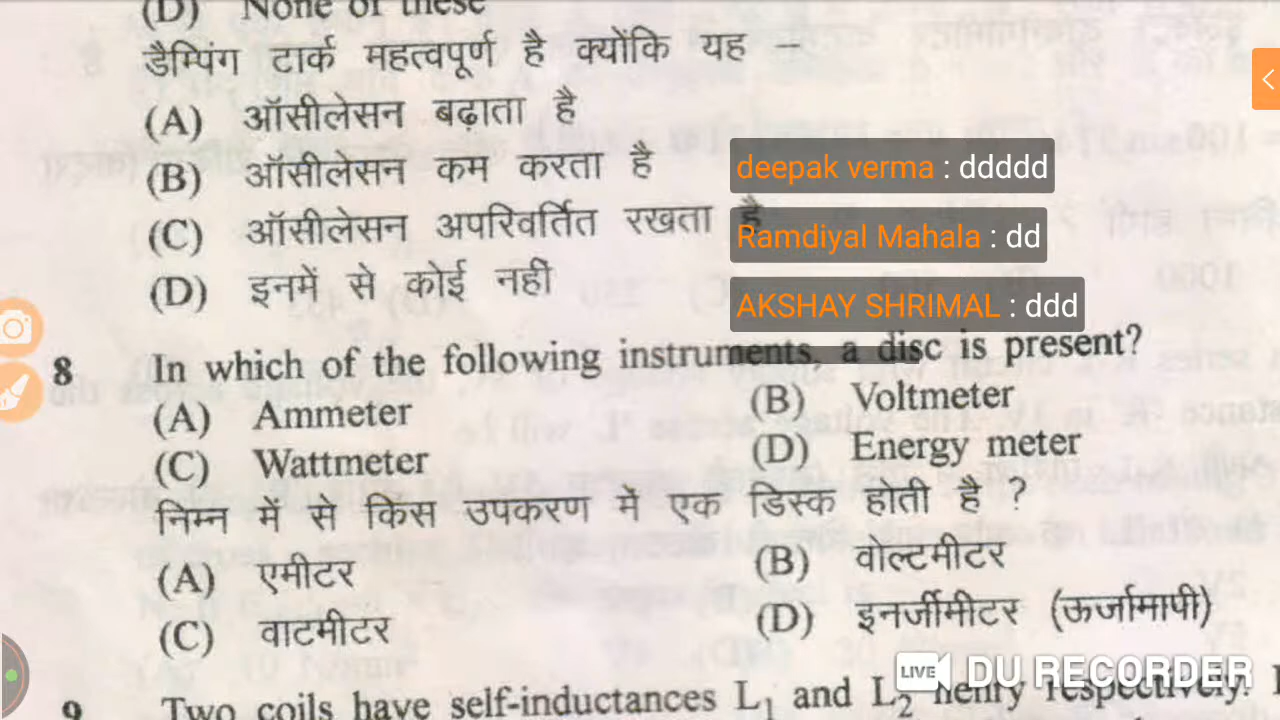 (D) None of these
डैम्पिंग टार्क महत्वपूर्ण है क्योंकि यह –
(A) ऑसीलेसन बढ़ाता है
(B) ऑसीलेसन कम करता है
(C) ऑसीलेसन अपरिवर्तित रखता है
(D) इनमें से कोई नहीं
deepak verma : ddddd
Ramdiyal Mahala : dd
AKSHAY SHRIMAL : ddd
8 In which of the following instruments, a disc is present?
(A) Ammeter (B) Voltmeter
(C) Wattmeter (D) Energy meter
निम्न में से किस उपकरण में एक डिस्क होती है ?
(A) एमीटर (B) वोल्टमीटर
(C) वाटमीटर (D) इनर्जीमीटर (ऊर्जामापी)
LIVE DU RECORDER
9 Two coils have self-inductances L₁ and L₂ henry respectively.